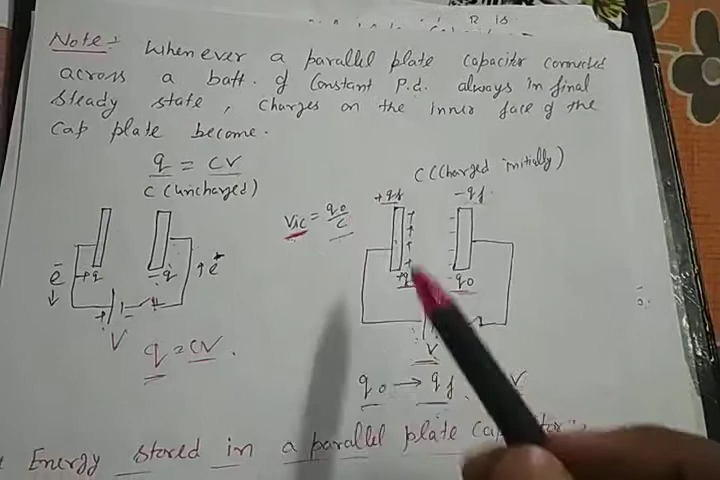 R is
Note :- Whenever a parallel plate capacitor connected
across a batt. of Constant P.d. always in final
steady state, charges on the inner face of the
cap plate become.
q = CV
C (Uncharged)
C (Charged initially)
Vic = q0/C
+qf -qf
+ + + +
- - -
e- +q -q e-
+q -q0
+ -
V
V
q = CV.
q0 → qf
V
Energy stored in a parallel plate